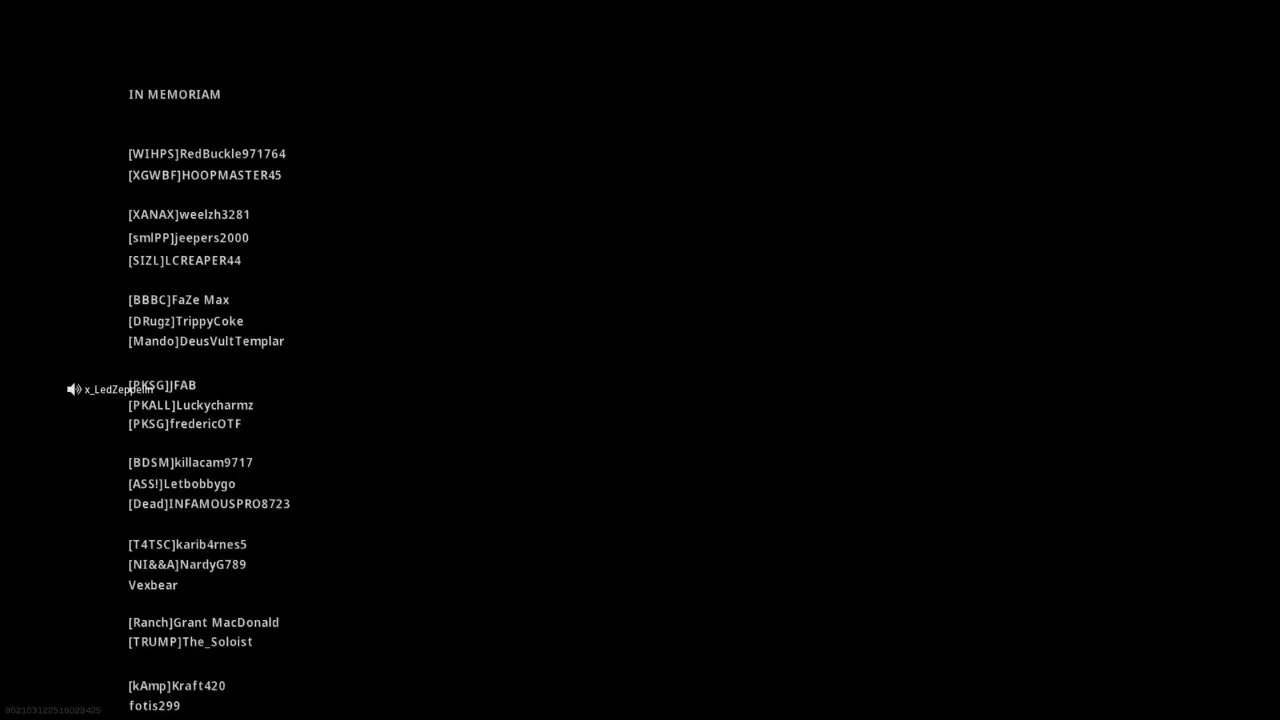 IN MEMORIAM
[WIHPS]RedBuckle971764
[XGWBF]HOOPMASTER45
[XANAX]weelzh3281
[smlPP]jeepers2000
[SIZL]LCREAPER44
[BBBC]FaZe Max
[DRugz]TrippyCoke
[Mando]DeusVultTemplar
[PKSG]JFAB
x_LedZeppelin
[PKALL]Luckycharmz
[PKSG]fredericOTF
[BDSM]killacam9717
[ASS!]Letbobbygo
[Dead]INFAMOUSPRO8723
[T4TSC]karib4rnes5
[NI&&A]NardyG789
Vexbear
[Ranch]Grant MacDonald
[TRUMP]The_Soloist
[kAmp]Kraft420
fotis299